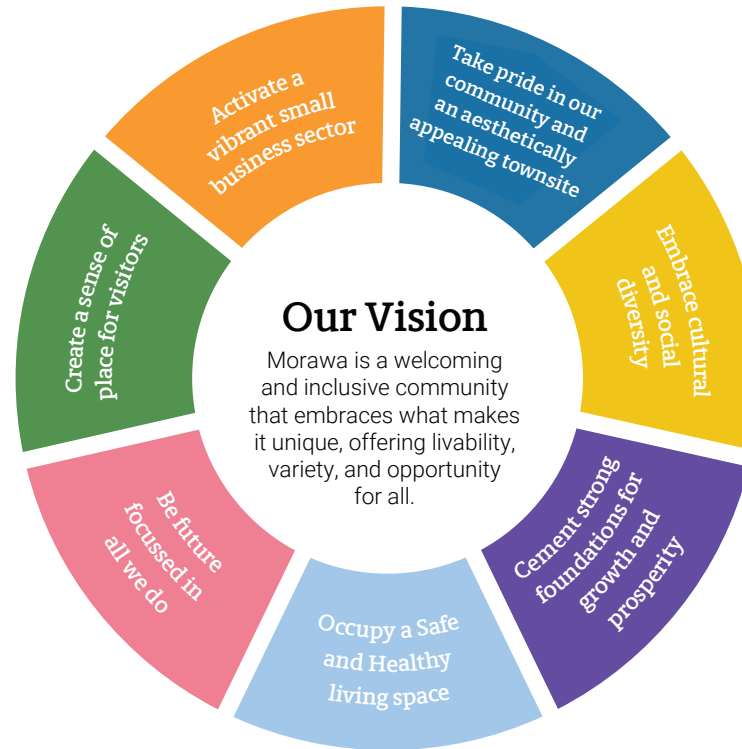 Our Vision
Morawa is a welcoming
and inclusive community
that embraces what makes
it unique, offering livability,
variety, and opportunity
for all.
Take pride in our
community and
an aesthetically
appealing townsite
Embrace cultural
and social
diversity
Cement strong
foundations for
growth and
prosperity
Occupy a Safe
and Healthy
living space
Be future
focussed in
all we do
Create a sense of
place for visitors
Activate a
vibrant small
business sector